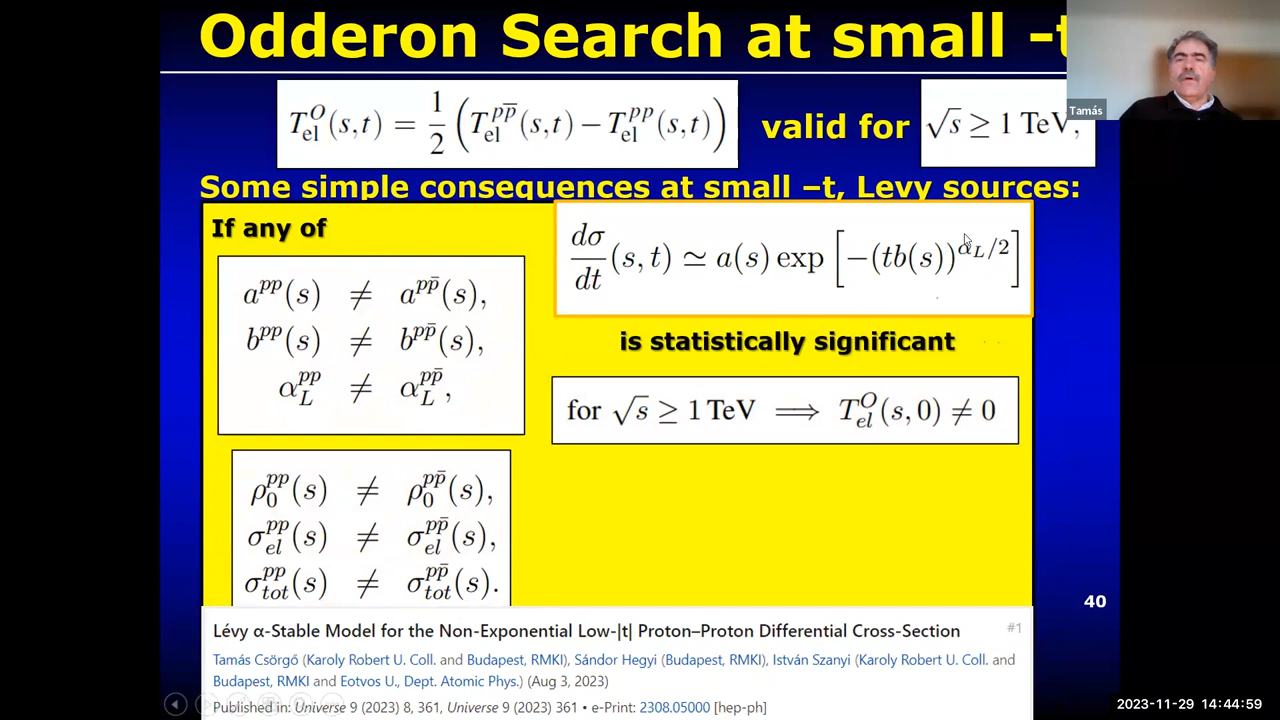 Odderon Search at small -t
Tamás
T_el^O(s,t) = 1/2 (T_el^{pp̅}(s,t) − T_el^{pp}(s,t))
valid for
√s ≥ 1 TeV,
Some simple consequences at small –t, Levy sources:
If any of
dσ/dt (s,t) ≃ a(s) exp [−(tb(s))^{α_L/2}]
a^{pp}(s) ≠ a^{pp̅}(s),
b^{pp}(s) ≠ b^{pp̅}(s),
α_L^{pp} ≠ α_L^{pp̅},
is statistically significant
for √s ≥ 1 TeV ⟹ T_el^O(s,0) ≠ 0
ρ_0^{pp}(s) ≠ ρ_0^{pp̅}(s),
σ_el^{pp}(s) ≠ σ_el^{pp̅}(s),
σ_tot^{pp}(s) ≠ σ_tot^{pp̅}(s).
40
Lévy α-Stable Model for the Non-Exponential Low-|t| Proton–Proton Differential Cross-Section #1
Tamás Csörgő (Karoly Robert U. Coll. and Budapest, RMKI), Sándor Hegyi (Budapest, RMKI), István Szanyi (Karoly Robert U. Coll. and
Budapest, RMKI and Eotvos U., Dept. Atomic Phys.) (Aug 3, 2023)
Published in: Universe 9 (2023) 8, 361, Universe 9 (2023) 361 • e-Print: 2308.05000 [hep-ph]
2023-11-29 14:44:59